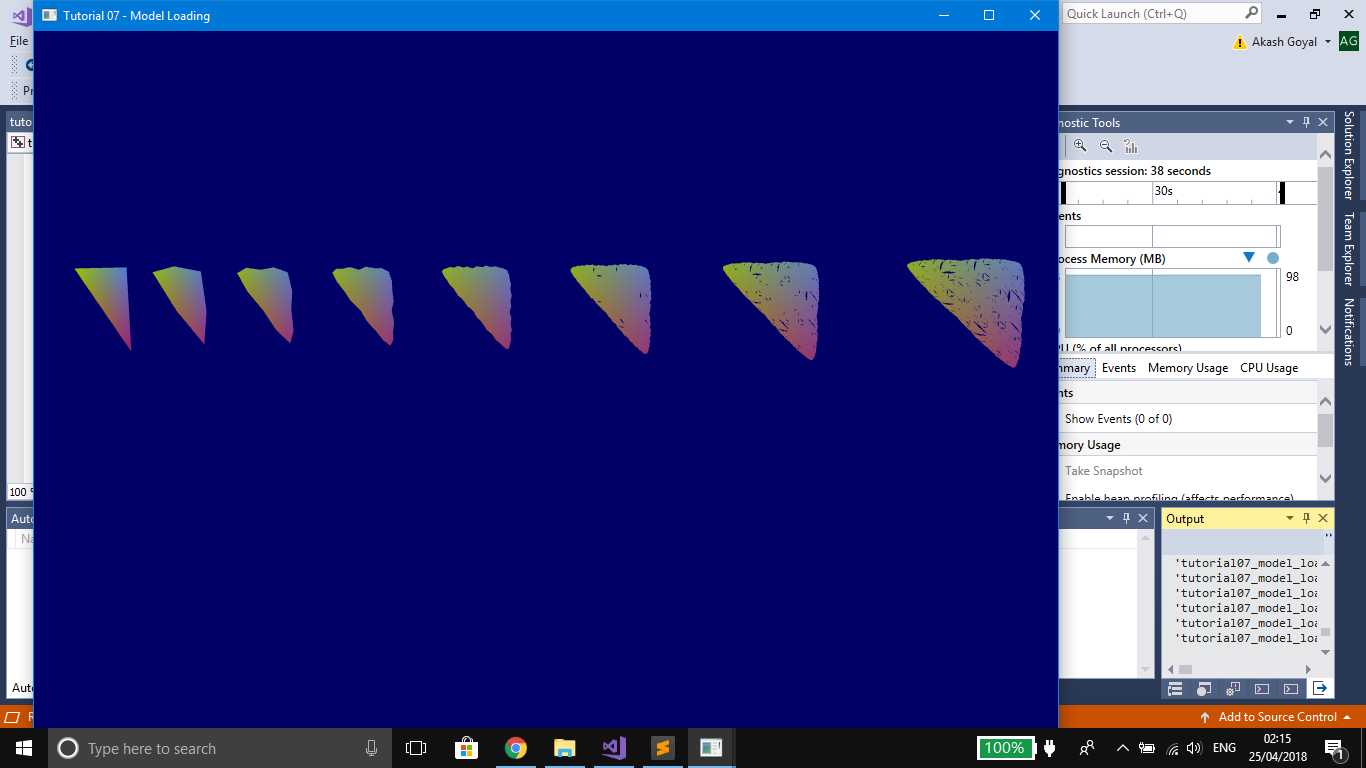 Tutorial 07 - Model Loading
Quick Launch (Ctrl+Q)
File
Akash Goyal
AG
Pr
tuto
t
nostic Tools
gnostics session: 38 seconds
30s
ents
ocess Memory (MB)
98
0
PU (% of all processors)
mmary Events Memory Usage CPU Usage
nts
Show Events (0 of 0)
mory Usage
Take Snapshot
Enable heap profiling (affects performance)
Solution Explorer
Team Explorer
Notifications
100 %
Auto
Na
Auto
R
Output
'tutorial07_model_loa
'tutorial07_model_loa
'tutorial07_model_loa
'tutorial07_model_loa
'tutorial07_model_loa
'tutorial07_model_loa
Add to Source Control
Type here to search
100%
ENG
02:15
25/04/2018
1